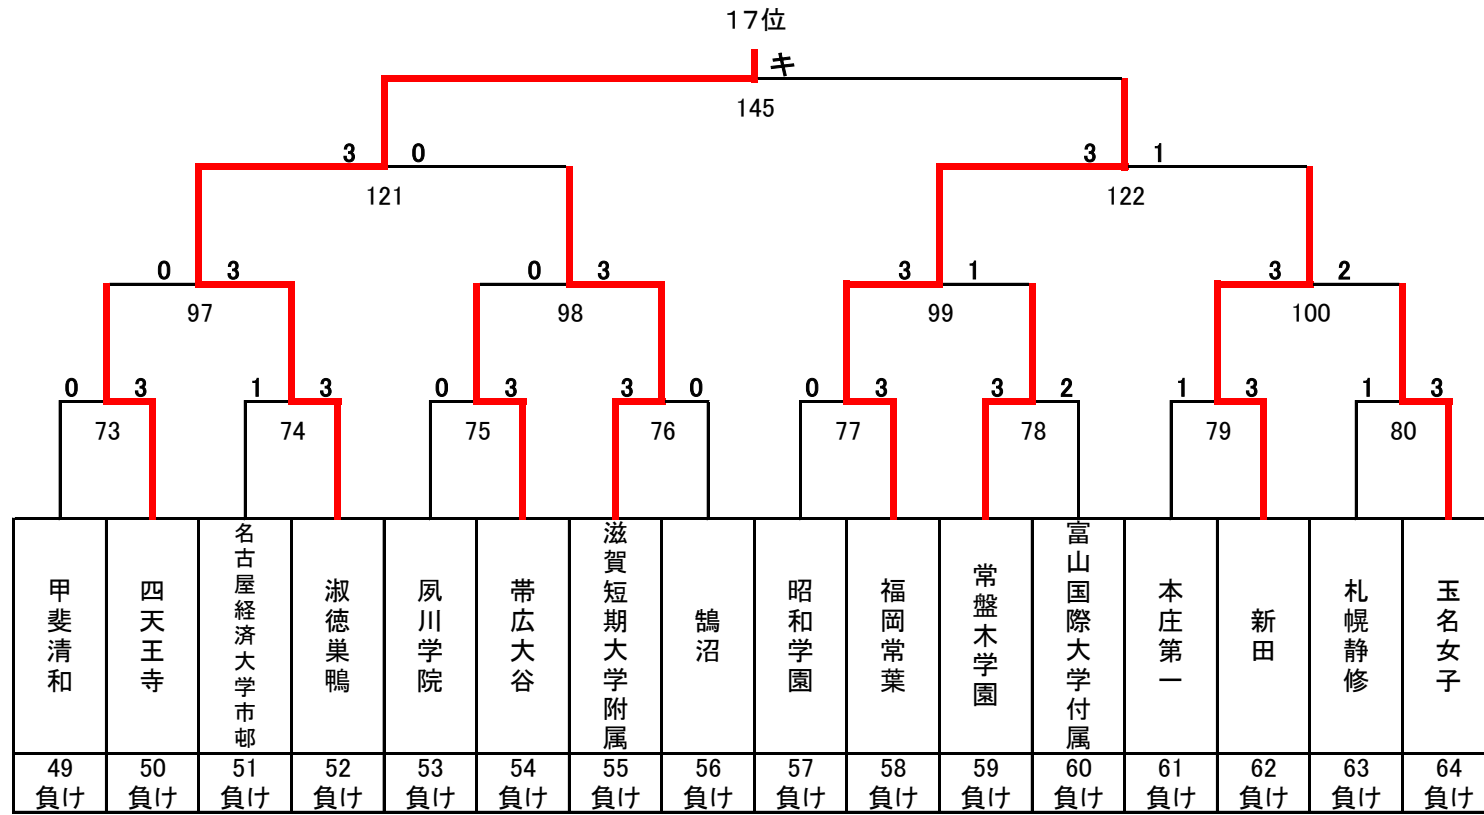 17位
キ
145
3 0 3 1
121 122
0 3 0 3 3 1 3 2
97 98 99 100
0 3 1 3 0 3 3 0 0 3 3 2 1 3 1 3
73 74 75 76 77 78 79 80
甲斐清和
四天王寺
名古屋経済大学市邨
淑徳巣鴨
夙川学院
帯広大谷
滋賀短期大学附属
鵠沼
昭和学園
福岡常葉
常盤木学園
富山国際大学付属
本庄第一
新田
札幌静修
玉名女子
49 50 51 52 53 54 55 56 57 58 59 60 61 62 63 64
負け 負け 負け 負け 負け 負け 負け 負け 負け 負け 負け 負け 負け 負け 負け 負け